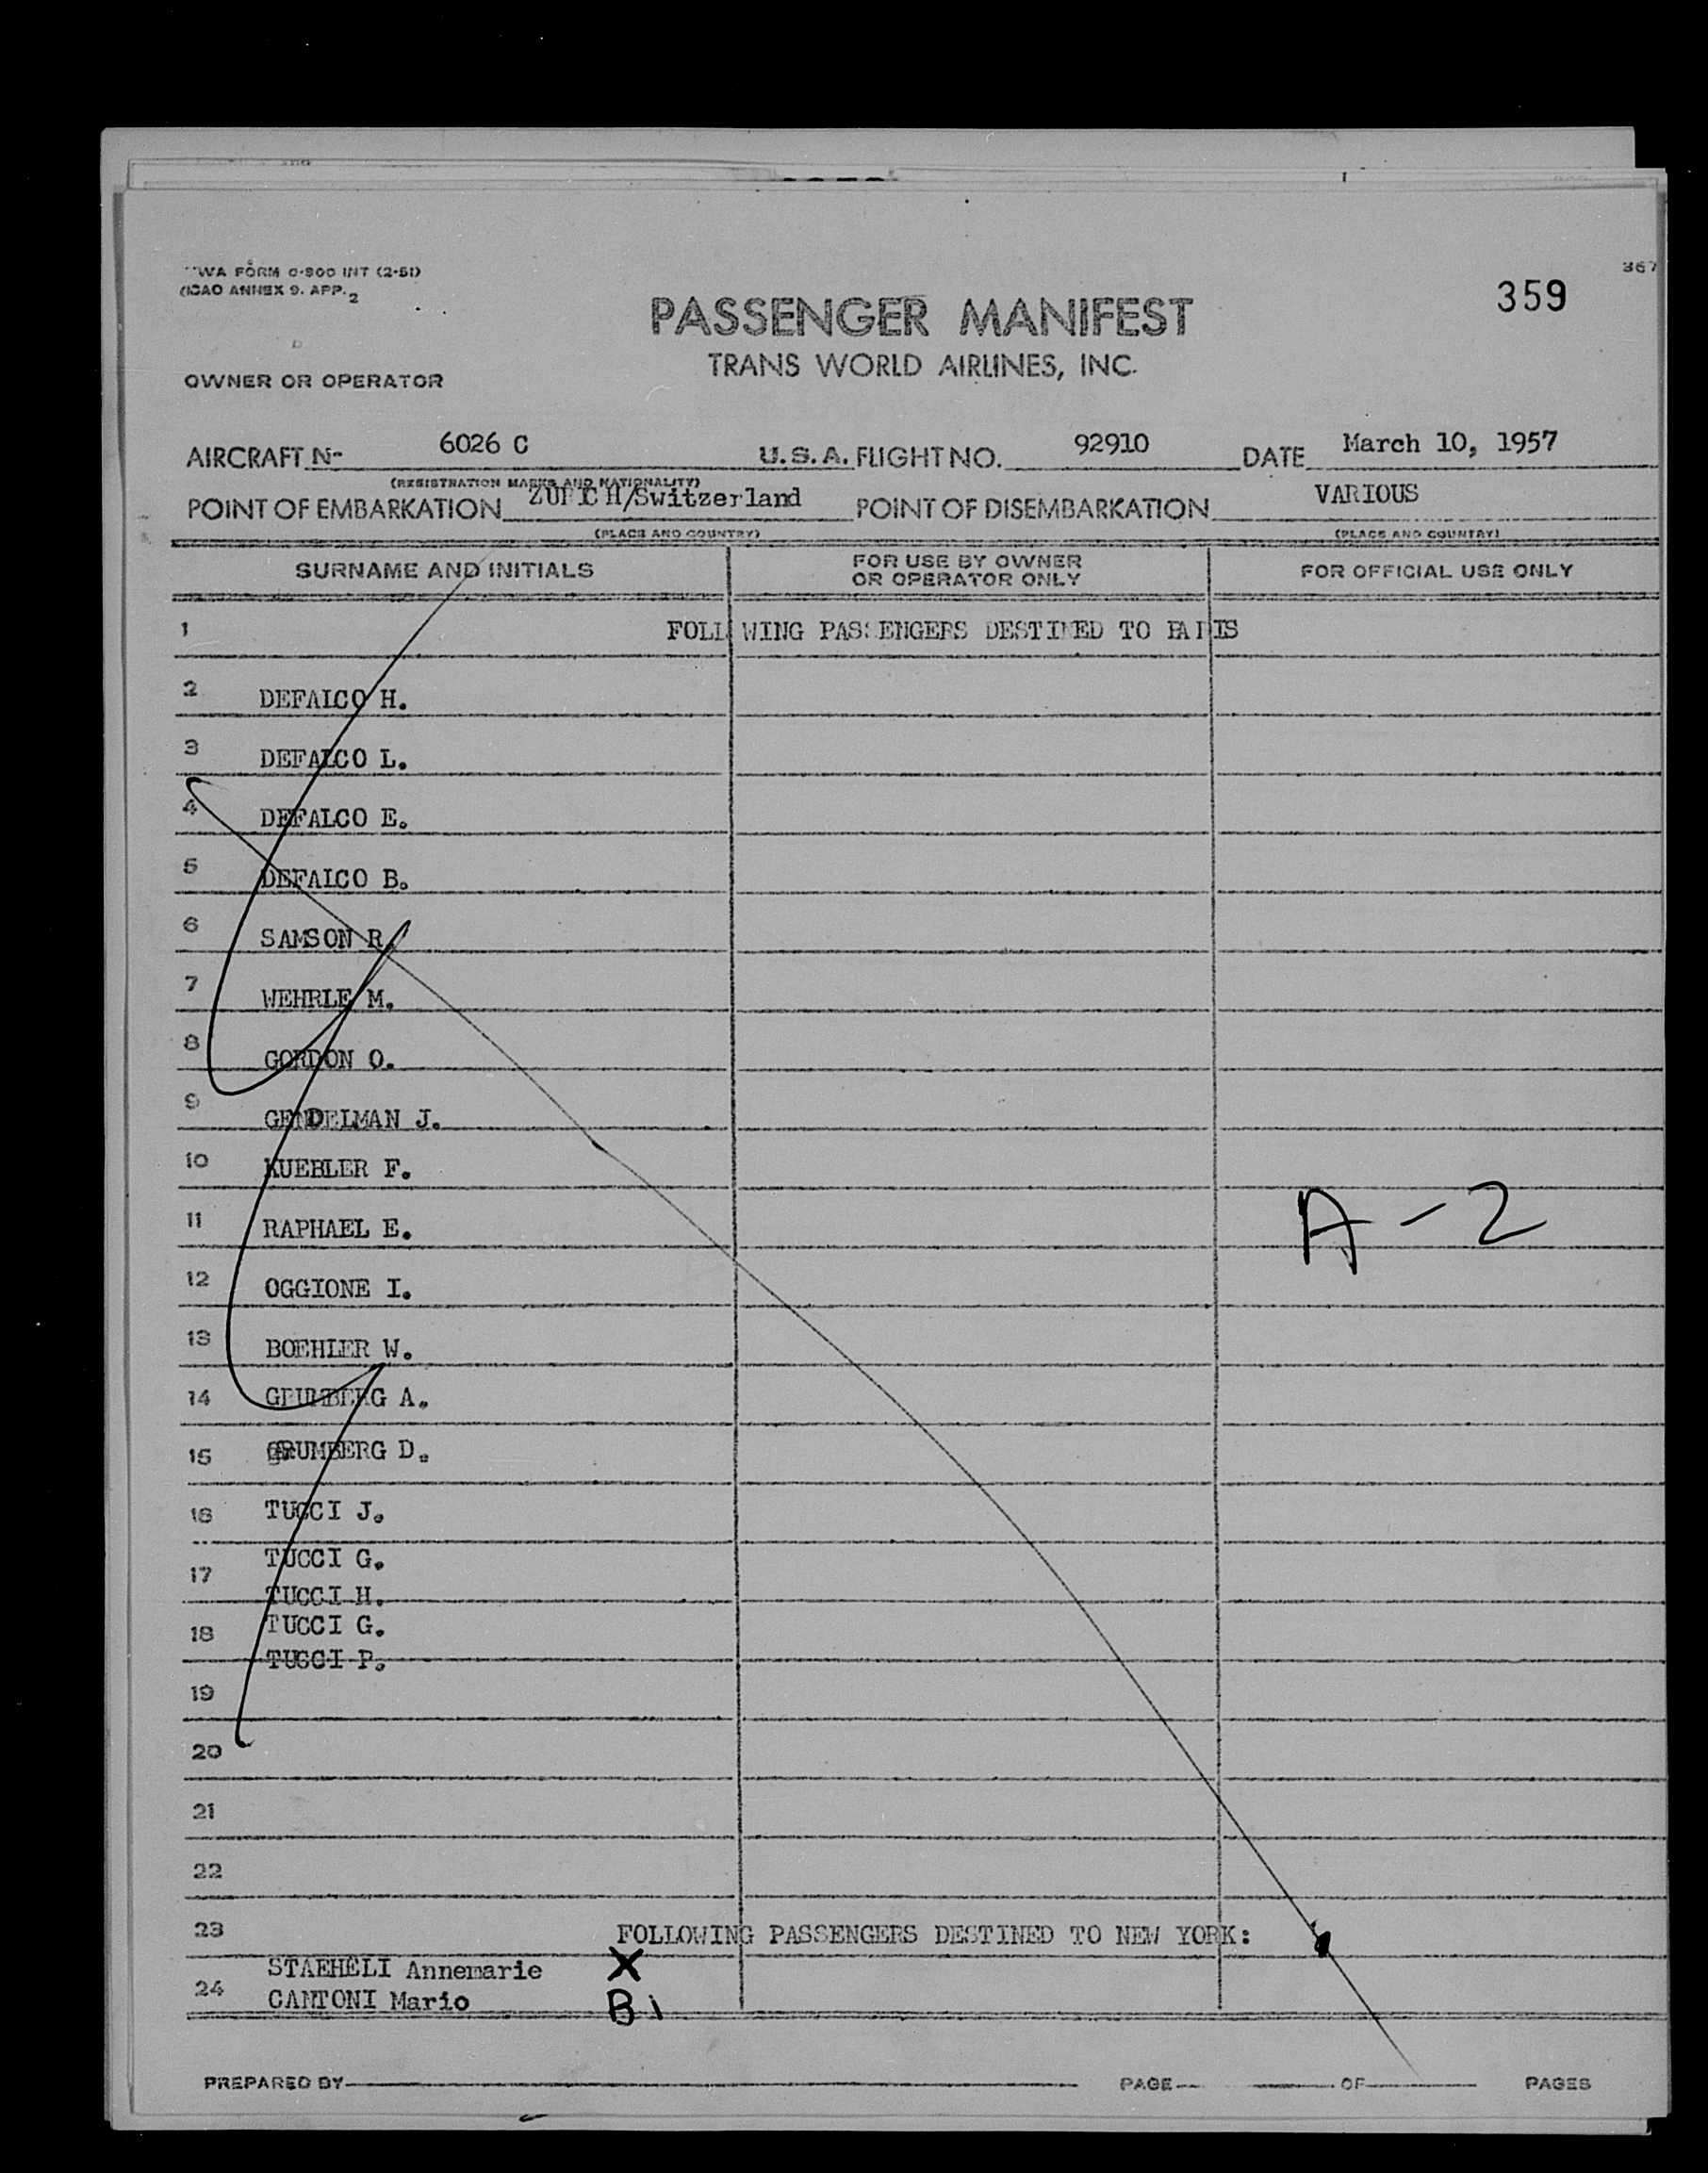 TWA FORM 0-800 INT (2-51)
(ICAO ANNEX 9. APP. 2
367
359
PASSENGER MANIFEST
TRANS WORLD AIRLINES, INC.
OWNER OR OPERATOR
AIRCRAFT N- 6026 C U.S.A. FLIGHT NO. 92910 DATE March 10, 1957
(REGISTRATION MARKS AND NATIONALITY)
POINT OF EMBARKATION ZURICH/Switzerland POINT OF DISEMBARKATION VARIOUS
(PLACE AND COUNTRY) (PLACE AND COUNTRY)
SURNAME AND INITIALS FOR USE BY OWNER OR OPERATOR ONLY FOR OFFICIAL USE ONLY
1 FOLLOWING PASSENGERS DESTINED TO PARIS
2 DEFALCO H.
3 DEFALCO L.
4 DEFALCO E.
5 DEFALCO B.
6 SAMSON R.
7 WEHRLE M.
8 GORDON O.
9 GENDELMAN J.
10 KUEBLER F.
11 RAPHAEL E.
A-2
12 OGGIONE I.
13 BOEHLER W.
14 GRUMBERG A.
15 GRUMBERG D.
16 TUCCI J.
17 TUCCI G.
TUCCI H.
18 TUCCI G.
TUCCI P.
19
20
21
22
23 FOLLOWING PASSENGERS DESTINED TO NEW YORK:
STAEHELI Annemarie X
24 CANTONI Mario Bi
PREPARED BY PAGE OF PAGES